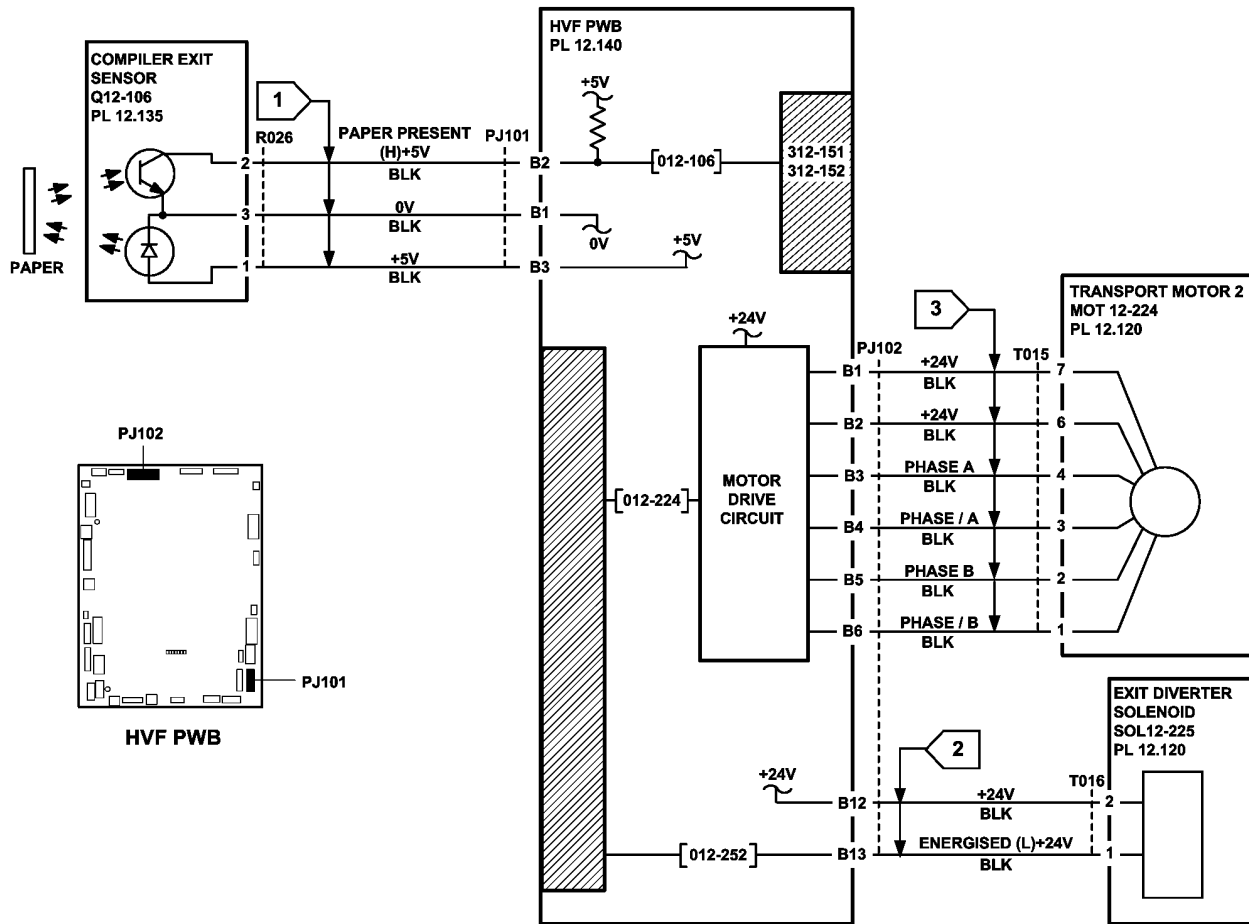 COMPILER EXIT
SENSOR
Q12-106
PL 12.135
1
R026
PAPER PRESENT
(H)+5V
BLK
PJ101
2
B2
3
0V
BLK
B1
1
+5V
BLK
B3
PAPER
HVF PWB
PL 12.140
+5V
[012-106]
312-151
312-152
0V
+5V
+24V
MOTOR
DRIVE
CIRCUIT
[012-224]
PJ102
3
T015
B1
+24V
BLK
7
B2
+24V
BLK
6
B3
PHASE A
BLK
4
B4
PHASE / A
BLK
3
B5
PHASE B
BLK
2
B6
PHASE / B
BLK
1
TRANSPORT MOTOR 2
MOT 12-224
PL 12.120
PJ102
PJ101
HVF PWB
2
+24V
B12
+24V
BLK
T016
2
[012-252]
B13
ENERGISED (L)+24V
BLK
1
EXIT DIVERTER
SOLENOID
SOL12-225
PL 12.120